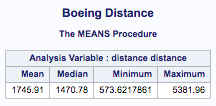 Boeing Distance
The MEANS Procedure
Analysis Variable : distance distance
Mean Median Minimum Maximum
1745.91 1470.78 573.6217861 5381.96